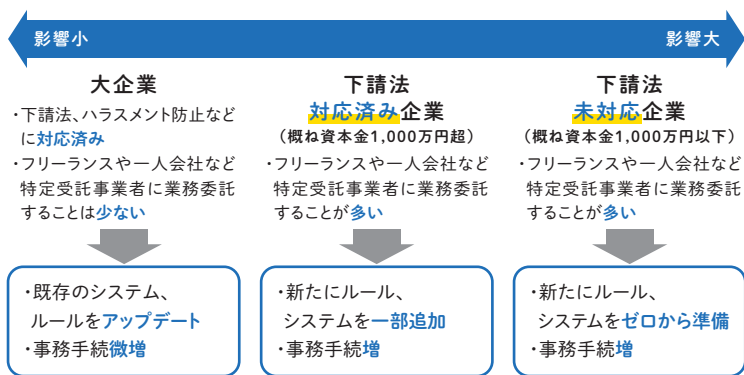 影響小
影響大
大企業
・下請法、ハラスメント防止など
に対応済み
・フリーランスや一人会社など
特定受託事業者に業務委託
することは少ない
・既存のシステム、
ルールをアップデート
・事務手続微増
下請法
対応済み企業
（概ね資本金1,000万円超）
・フリーランスや一人会社など
特定受託事業者に業務委託
することが多い
・新たにルール、
システムを一部追加
・事務手続増
下請法
未対応企業
（概ね資本金1,000万円以下）
・フリーランスや一人会社など
特定受託事業者に業務委託
することが多い
・新たにルール、
システムをゼロから準備
・事務手続増